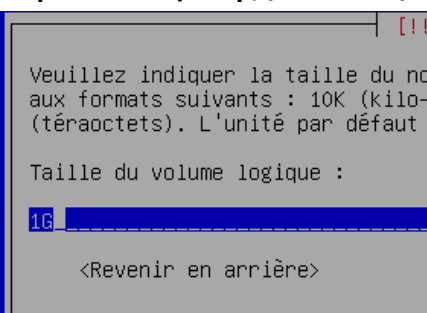 [!!
Veuillez indiquer la taille du
aux formats suivants : 10K (kilo-
(téraoctets). L'unité par défaut
Taille du volume logique :
1G
<Revenir en arrière>